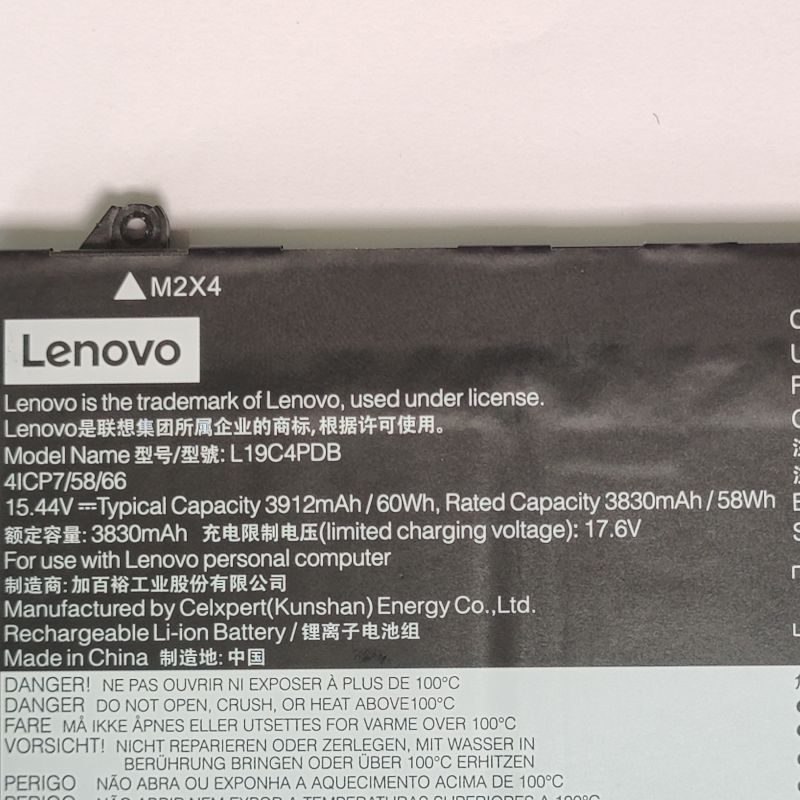 M2X4
Lenovo
Lenovo is the trademark of Lenovo, used under license.
Lenovo是联想集团所属企业的商标, 根据许可使用。
Model Name 型号/型號: L19C4PDB
4ICP7/58/66
15.44V ⎓Typical Capacity 3912mAh / 60Wh, Rated Capacity 3830mAh / 58Wh
额定容量: 3830mAh 充电限制电压(limited charging voltage): 17.6V
For use with Lenovo personal computer
制造商: 加百裕工业股份有限公司
Manufactured by Celxpert(Kunshan) Energy Co.,Ltd.
Rechargeable Li-ion Battery / 锂离子电池组
Made in China 制造地: 中国
DANGER! NE PAS OUVRIR NI EXPOSER À PLUS DE 100°C
DANGER DO NOT OPEN, CRUSH, OR HEAT ABOVE100°C
FARE MÅ IKKE ÅPNES ELLER UTSETTES FOR VARME OVER 100°C
VORSICHT! NICHT REPARIEREN ODER ZERLEGEN, MIT WASSER IN
BERÜHRUNG BRINGEN ODER ÜBER 100°C ERHITZEN
PERIGO NÃO ABRA OU EXPONHA A AQUECIMENTO ACIMA DE 100°C
PERIGO NÃO ABRIR NEM EXPOR A TEMPERATURAS SUPERIORES A 100°C